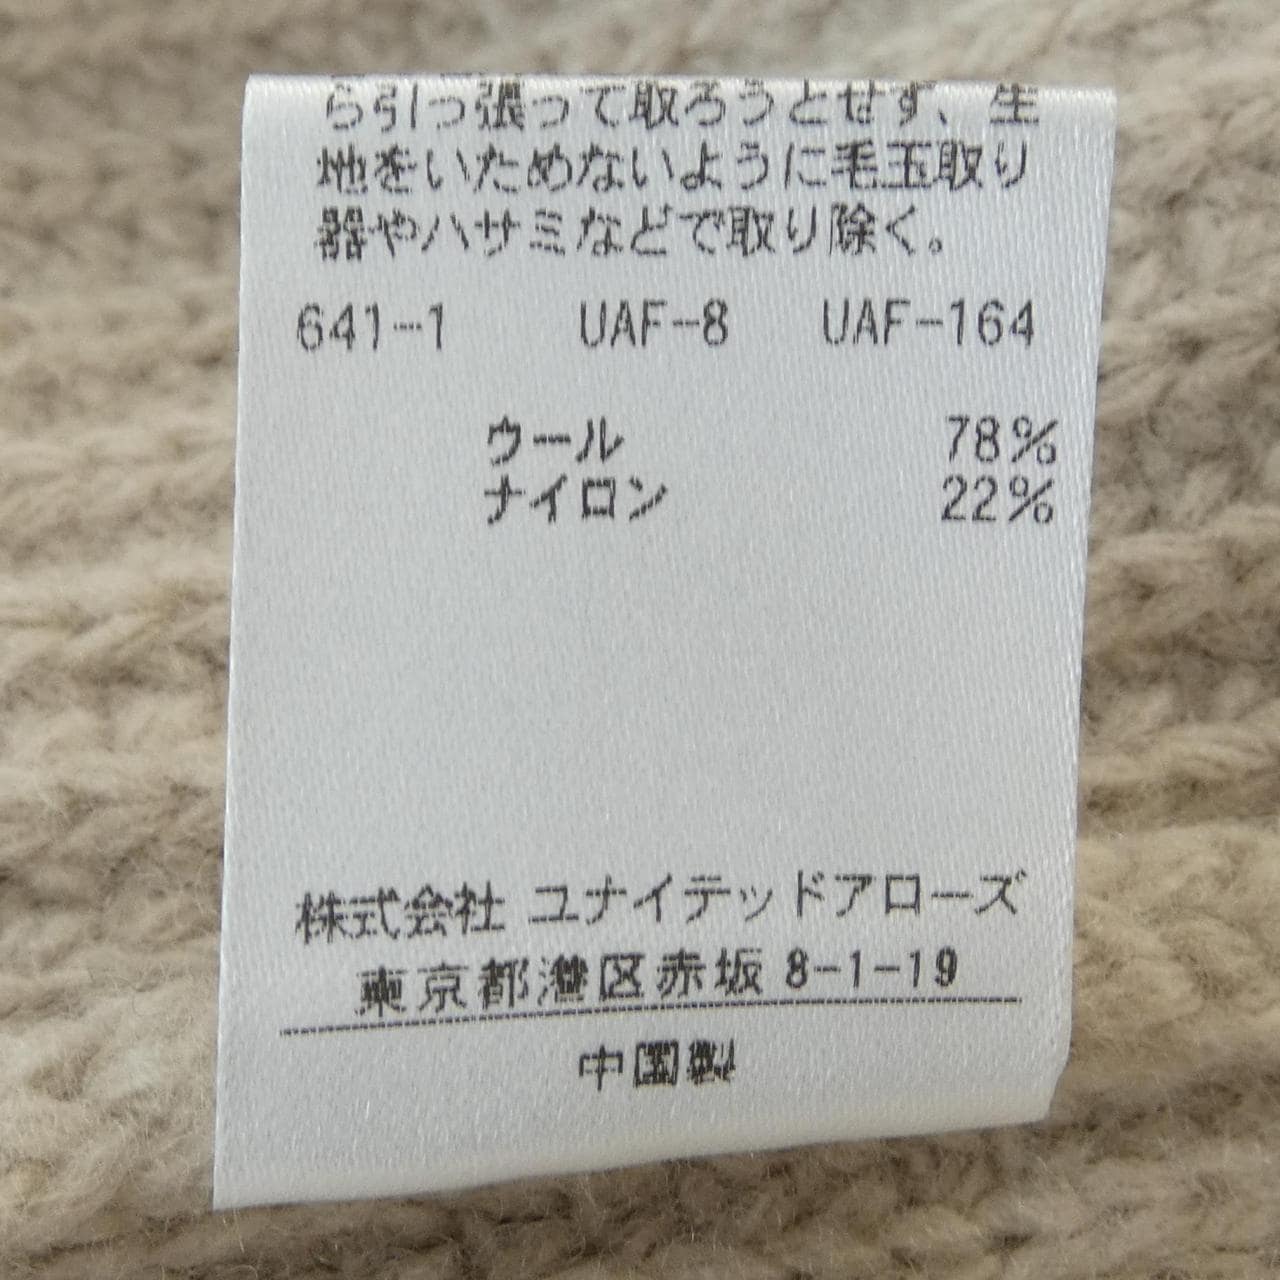 ら引っ張って取ろうとせず、生
地をいためないように毛玉取り
器やハサミなどで取り除く。
641-1 UAF-8 UAF-164
ウール 78%
ナイロン 22%
株式会社 ユナイテッドアローズ
東京都港区赤坂 8-1-19
中国製